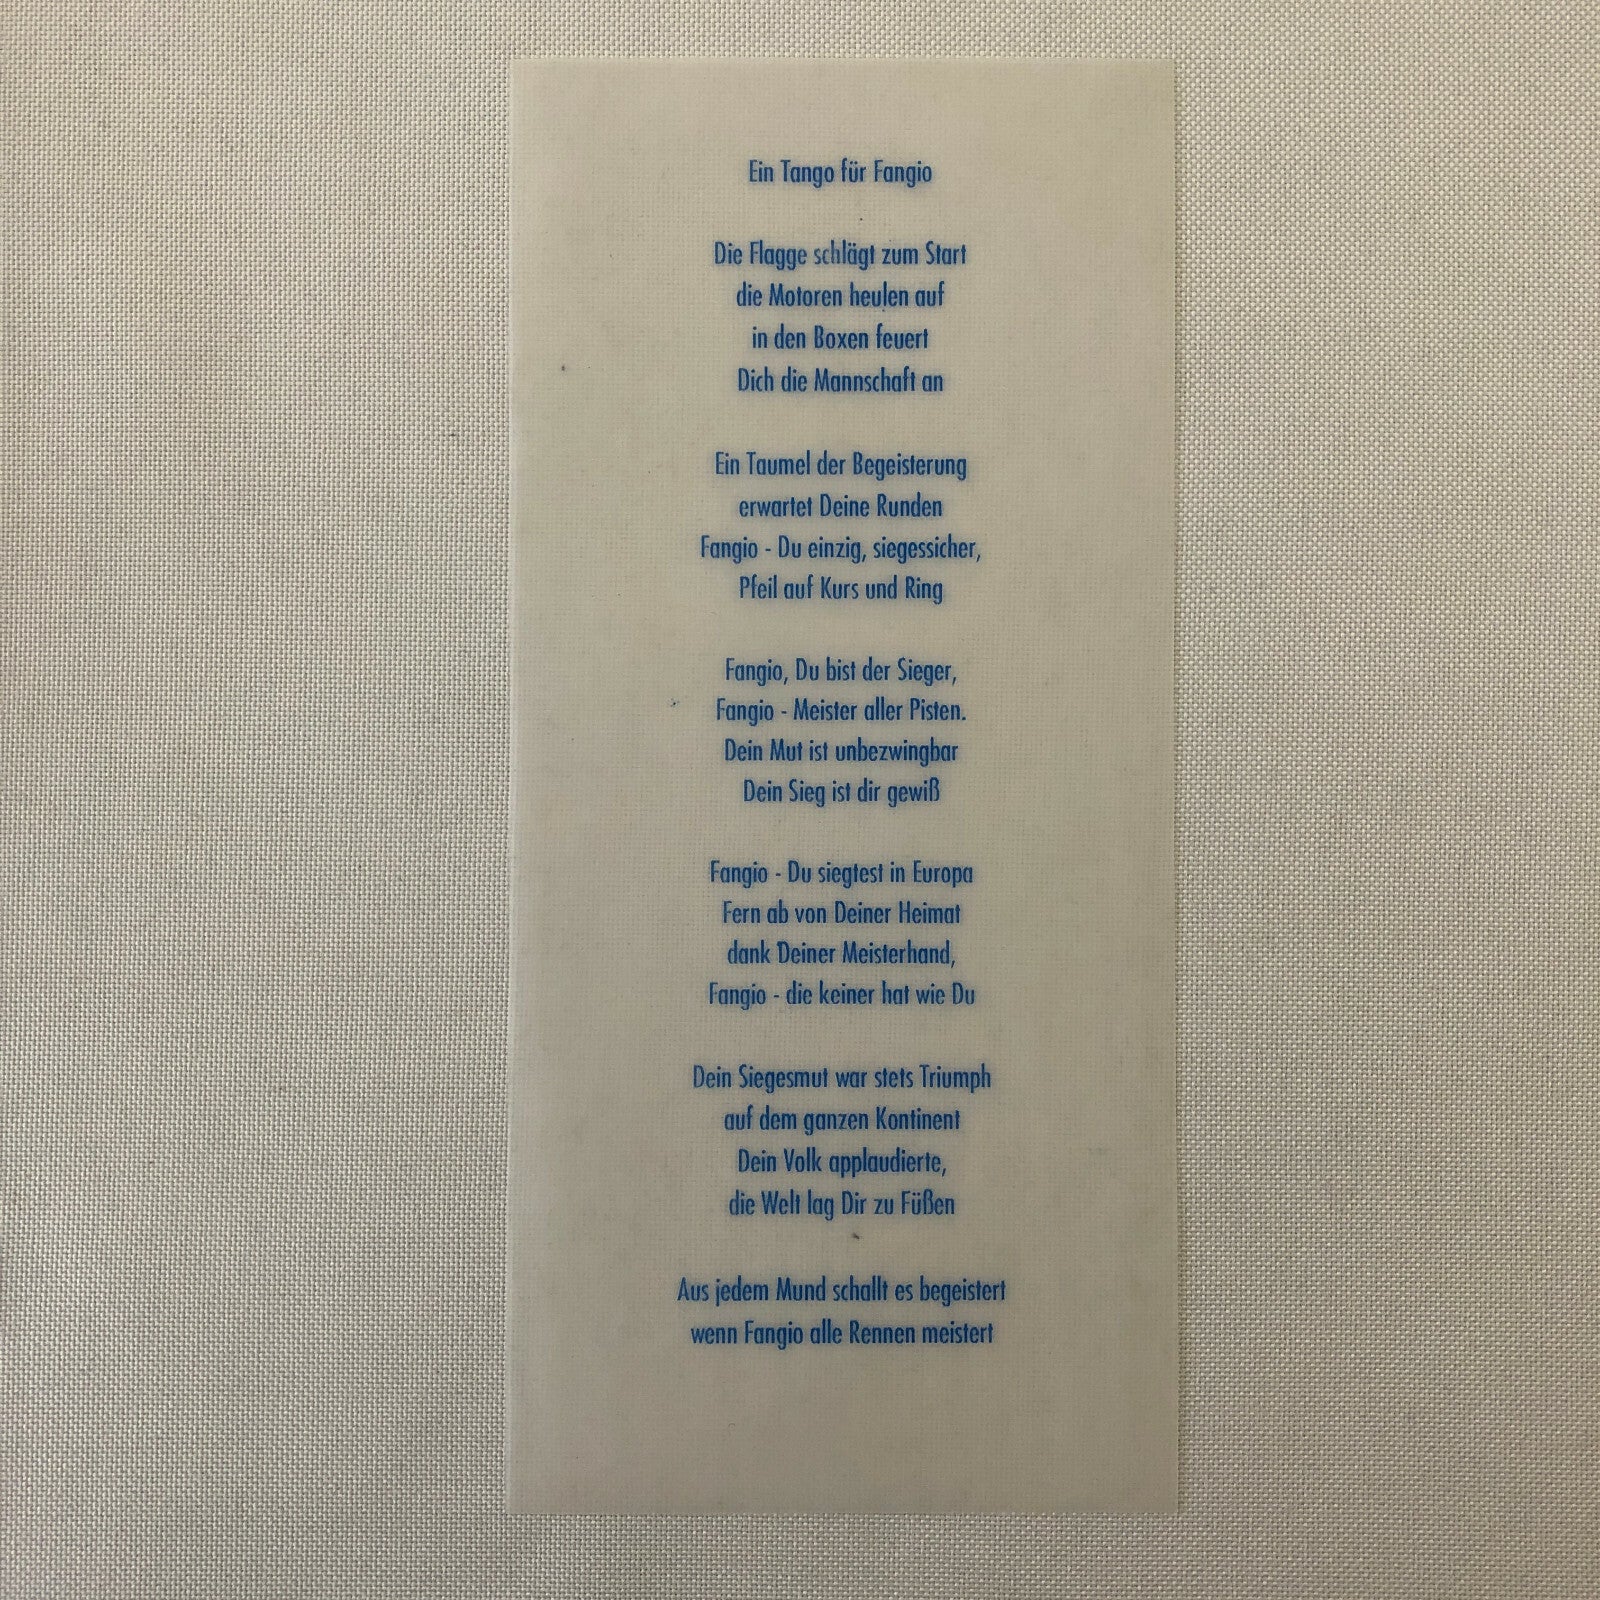 Ein Tango für Fangio
Die Flagge schlägt zum Start
die Motoren heulen auf
in den Boxen feuert
Dich die Mannschaft an
Ein Taumel der Begeisterung
erwartet Deine Runden
Fangio - Du einzig, siegessicher,
Pfeil auf Kurs und Ring
Fangio, Du bist der Sieger,
Fangio - Meister aller Pisten.
Dein Mut ist unbezwingbar
Dein Sieg ist dir gewiß
Fangio - Du siegtest in Europa
Fern ab von Deiner Heimat
dank Deiner Meisterhand,
Fangio - die keiner hat wie Du
Dein Siegesmut war stets Triumph
auf dem ganzen Kontinent
Dein Volk applaudierte,
die Welt lag Dir zu Füßen
Aus jedem Mund schallt es begeistert
wenn Fangio alle Rennen meistert